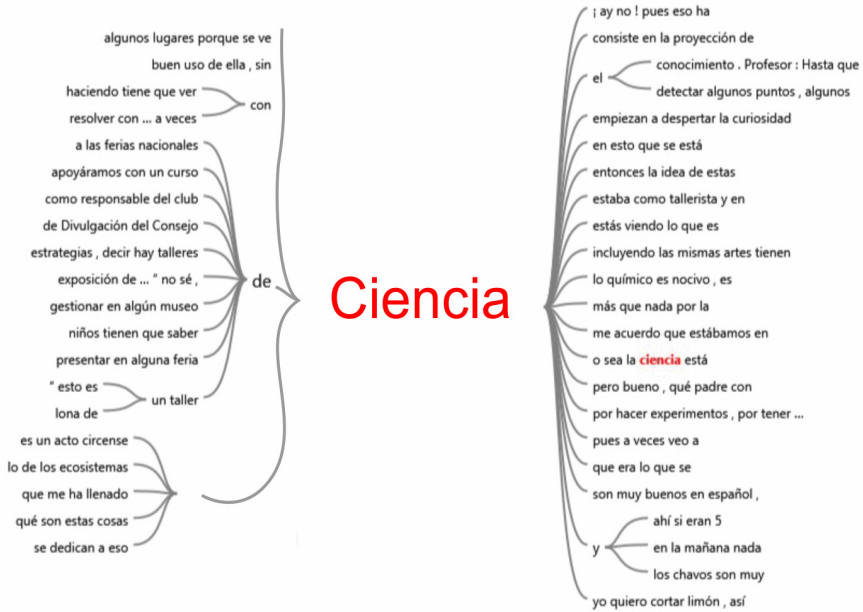 algunos lugares porque se ve
buen uso de ella , sin
haciendo tiene que ver
resolver con ... a veces
con
a las ferias nacionales
apoyáramos con un curso
como responsable del club
de Divulgación del Consejo
estrategias , decir hay talleres
exposición de ... " no sé ,
gestionar en algún museo
niños tienen que saber
presentar en alguna feria
" esto es
lona de
un taller
de
es un acto circense
lo de los ecosistemas
que me ha llenado
qué son estas cosas
se dedican a eso
Ciencia
¡ ay no ! pues eso ha
consiste en la proyección de
el
conocimiento . Profesor : Hasta que
detectar algunos puntos , algunos
empiezan a despertar la curiosidad
en esto que se está
entonces la idea de estas
estaba como tallerista y en
estás viendo lo que es
incluyendo las mismas artes tienen
lo químico es nocivo , es
más que nada por la
me acuerdo que estábamos en
o sea la ciencia está
pero bueno , qué padre con
por hacer experimentos , por tener ...
pues a veces veo a
que era lo que se
son muy buenos en español ,
y
ahí si eran 5
en la mañana nada
los chavos son muy
yo quiero cortar limón , así